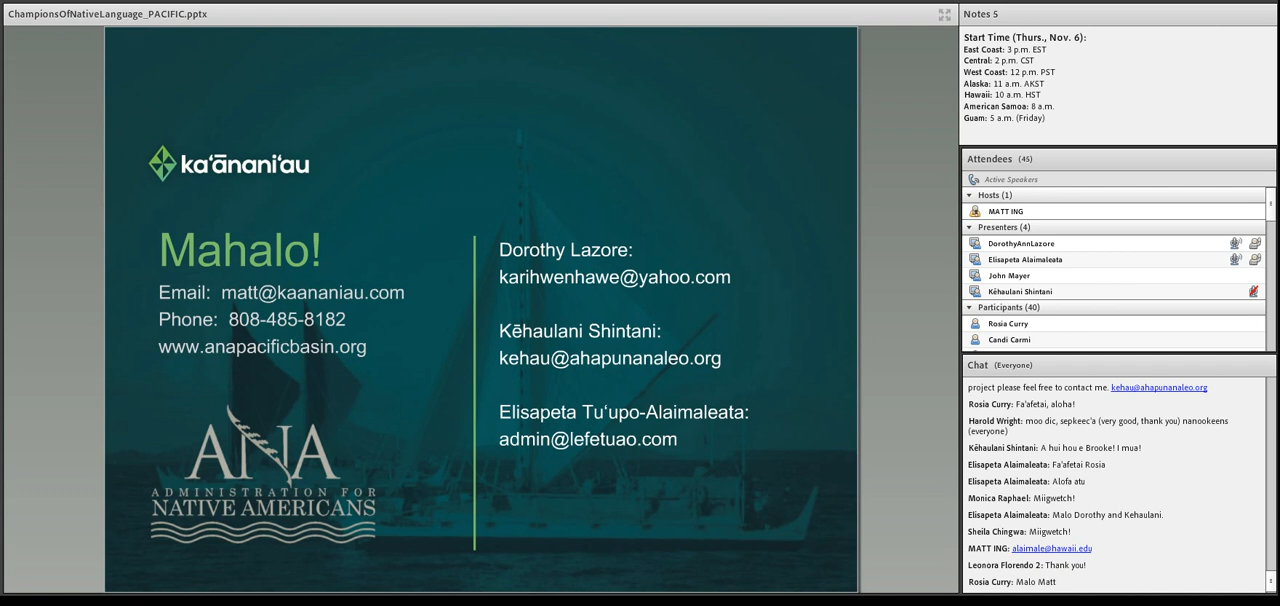 ChampionsOfNativeLanguage_PACIFIC.pptx
ka‘ānani‘au
Mahalo!
Email: matt@kaananiau.com
Phone: 808-485-8182
www.anapacificbasin.org
ANA
ADMINISTRATION FOR
NATIVE AMERICANS
Dorothy Lazore:
karihwenhawe@yahoo.com
Kēhaulani Shintani:
kehau@ahapunanaleo.org
Elisapeta Tu‘upo-Alaimaleata:
admin@lefetuao.com
Notes 5
Start Time (Thurs., Nov. 6):
East Coast: 3 p.m. EST
Central: 2 p.m. CST
West Coast: 12 p.m. PST
Alaska: 11 a.m. AKST
Hawaii: 10 a.m. HST
American Samoa: 8 a.m.
Guam: 5 a.m. (Friday)
Attendees (45)
Active Speakers
Hosts (1)
MATT ING
Presenters (4)
DorothyAnnLazore
Elisapeta Alaimaleata
John Mayer
Kēhaulani Shintani
Participants (40)
Rosia Curry
Candi Carmi
Chat (Everyone)
project please feel free to contact me. kehau@ahapunanaleo.org
Rosia Curry: Fa'afetai, aloha!
Harold Wright: moo dic, sepkeec'a (very good, thank you) nanookeens
(everyone)
Kēhaulani Shintani: A hui hou e Brooke! I mua!
Elisapeta Alaimaleata: Fa'afetai Rosia
Elisapeta Alaimaleata: Alofa atu
Monica Raphael: Miigwetch!
Elisapeta Alaimaleata: Malo Dorothy and Kehaulani.
Sheila Chingwa: Miigwetch!
MATT ING: alaimale@hawaii.edu
Leonora Florendo 2: Thank you!
Rosia Curry: Malo Matt